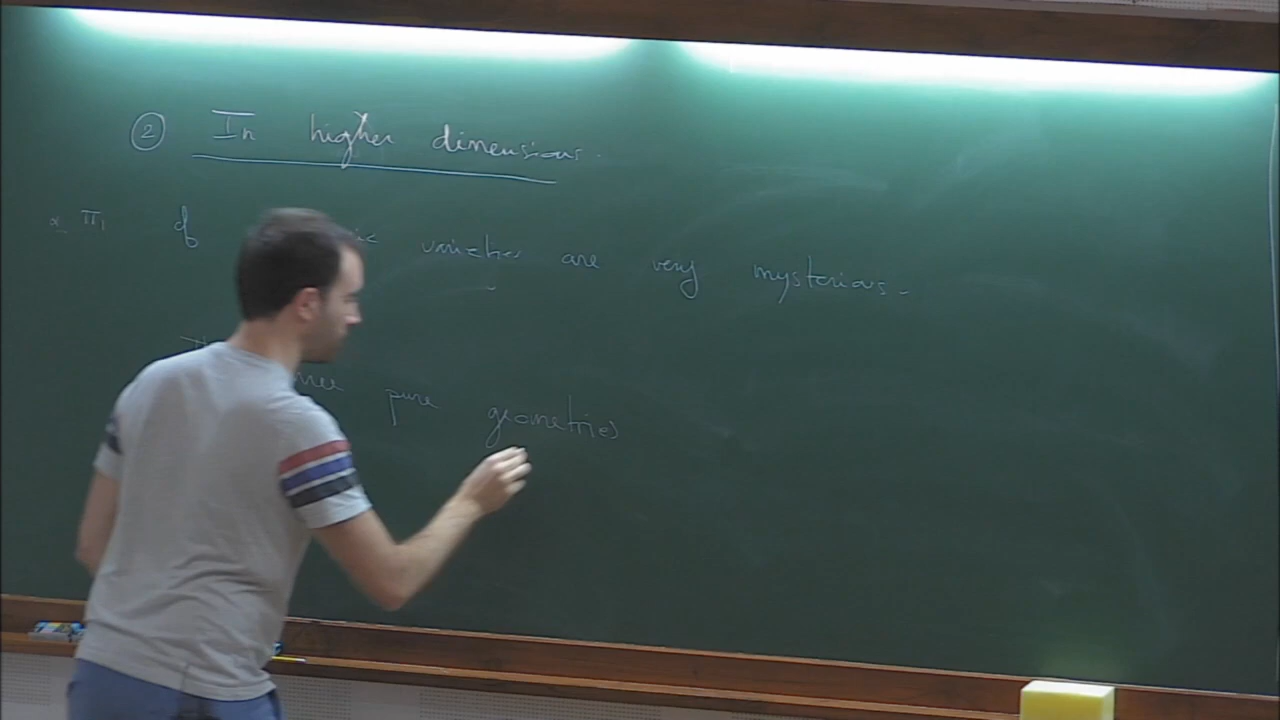 ② In higher dimensions.
π₁ of varieties are very mysterious.
pure geometries